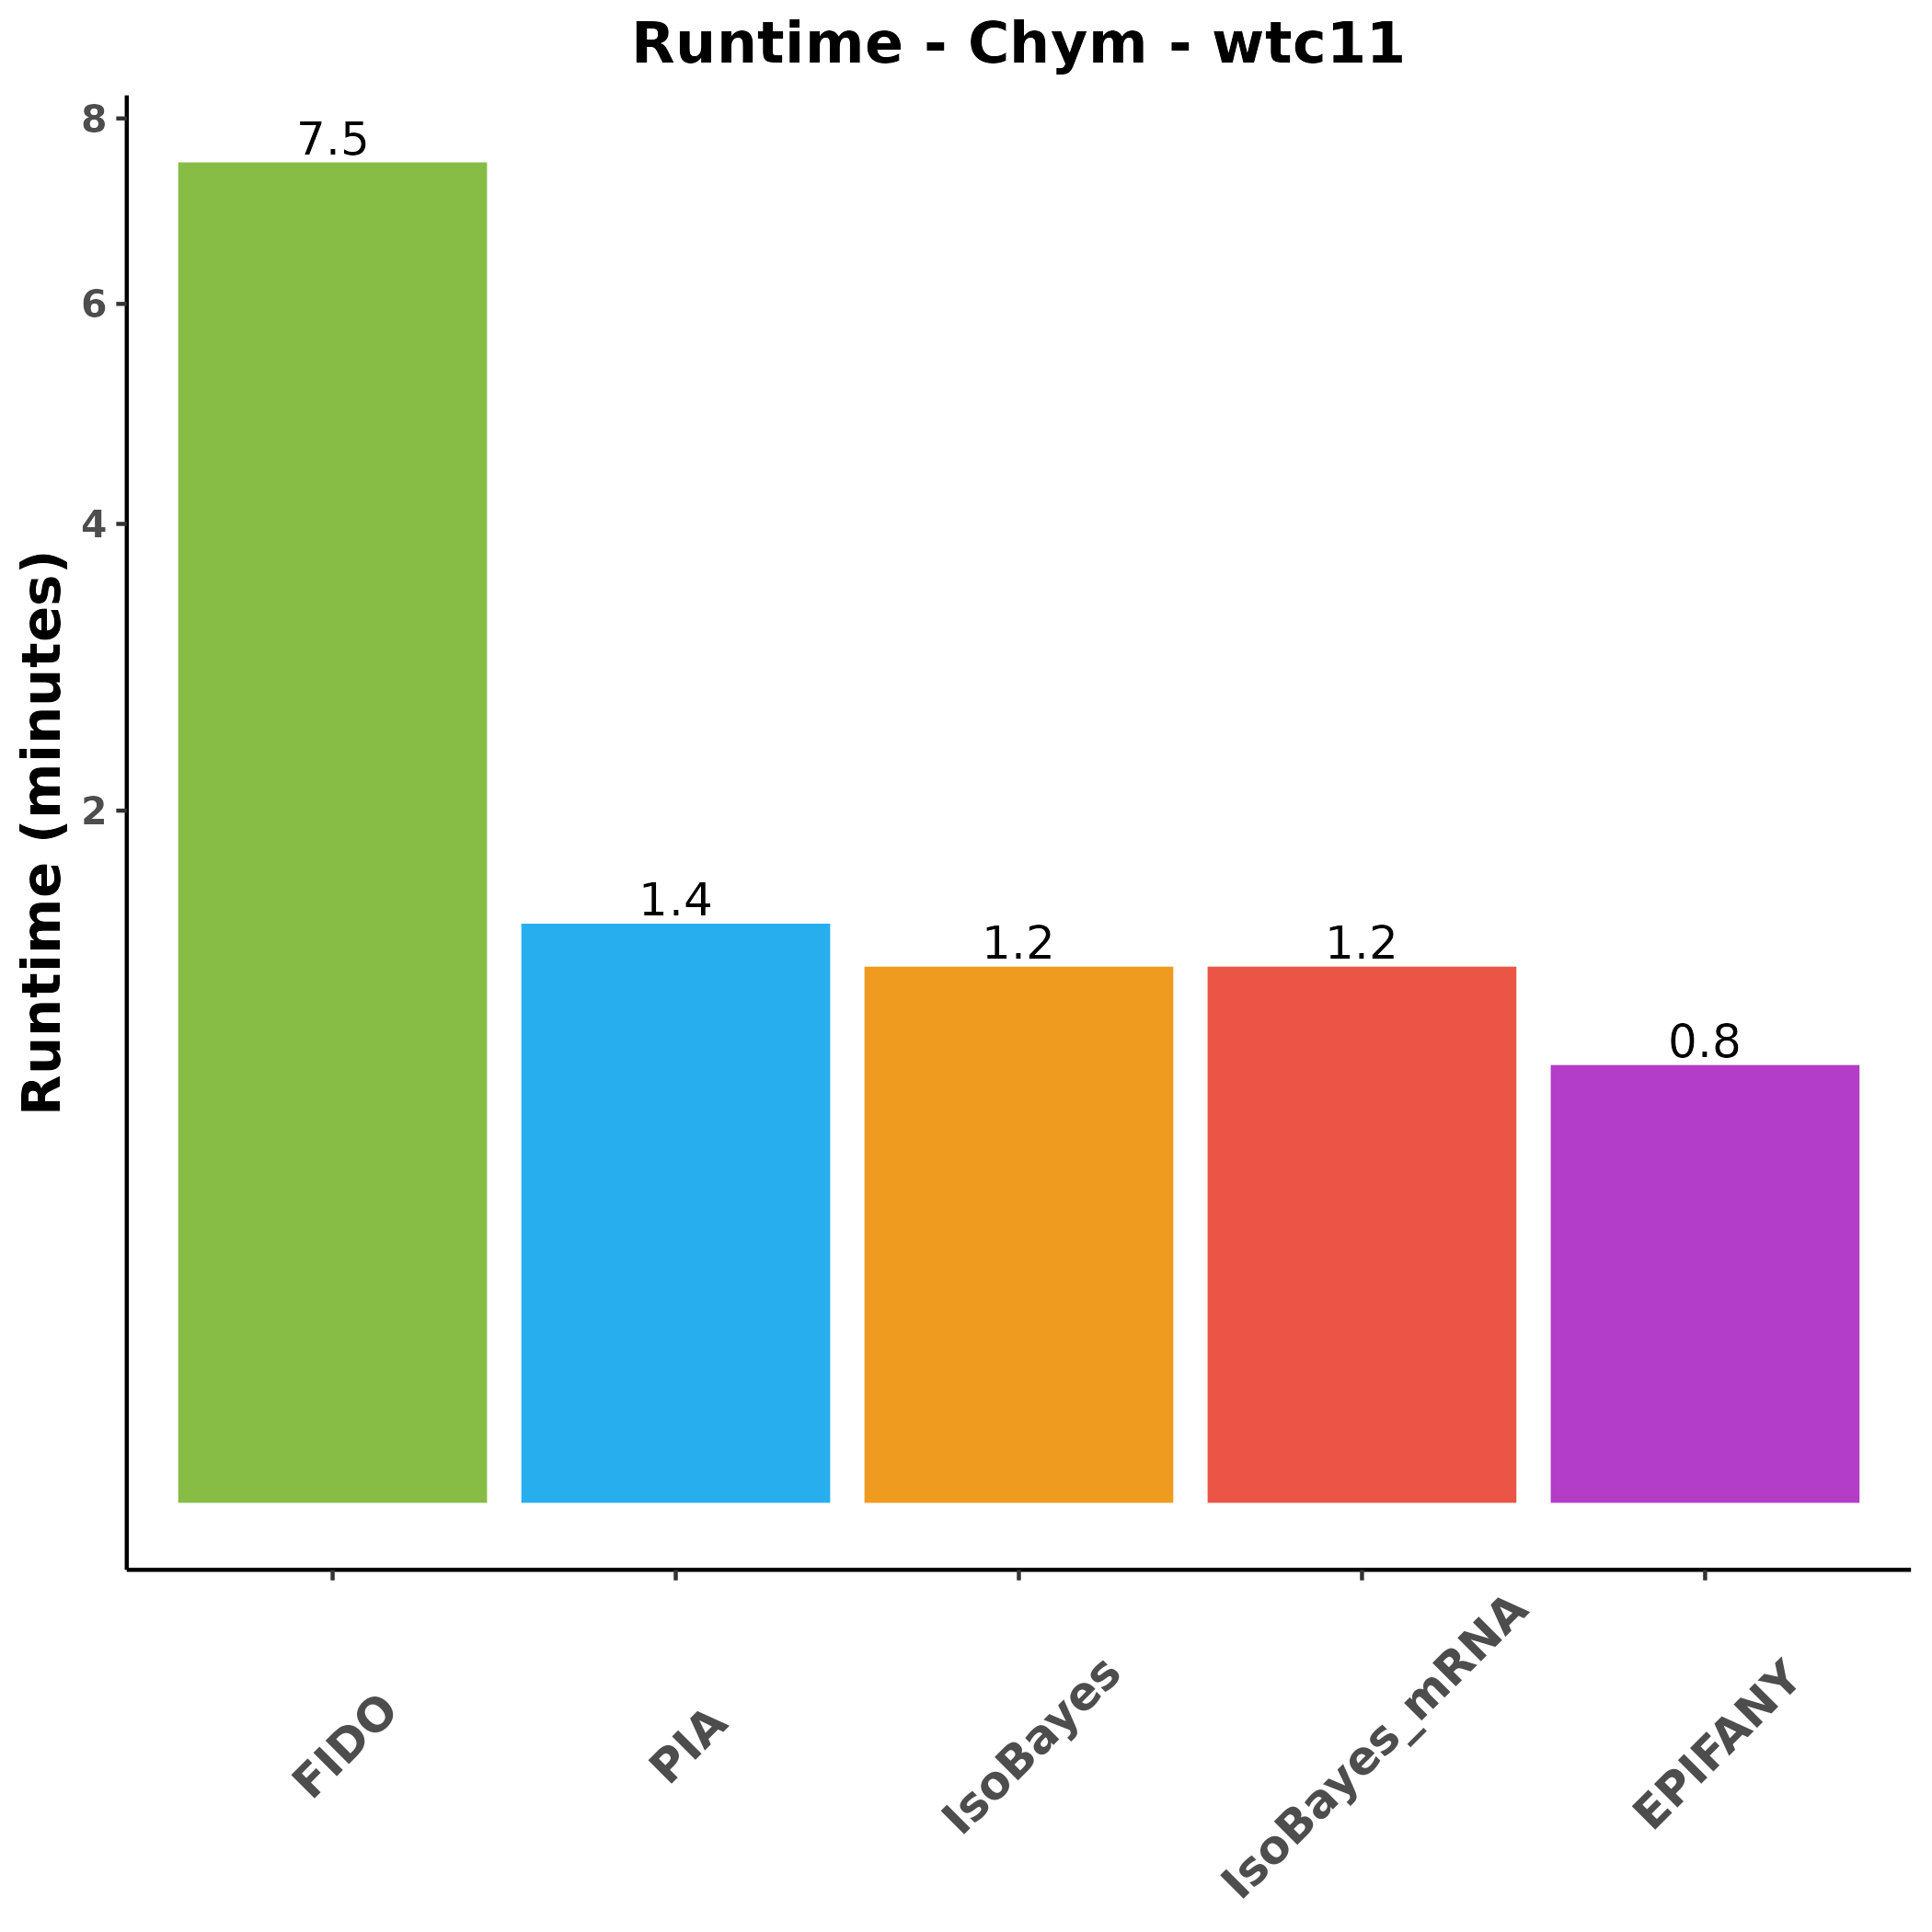 Runtime - Chym - wtc11
Runtime (minutes)
8
6
4
2
7.5
1.4
1.2
1.2
0.8
FIDO
PIA
IsoBayes
IsoBayes_mRNA
EPIFANY